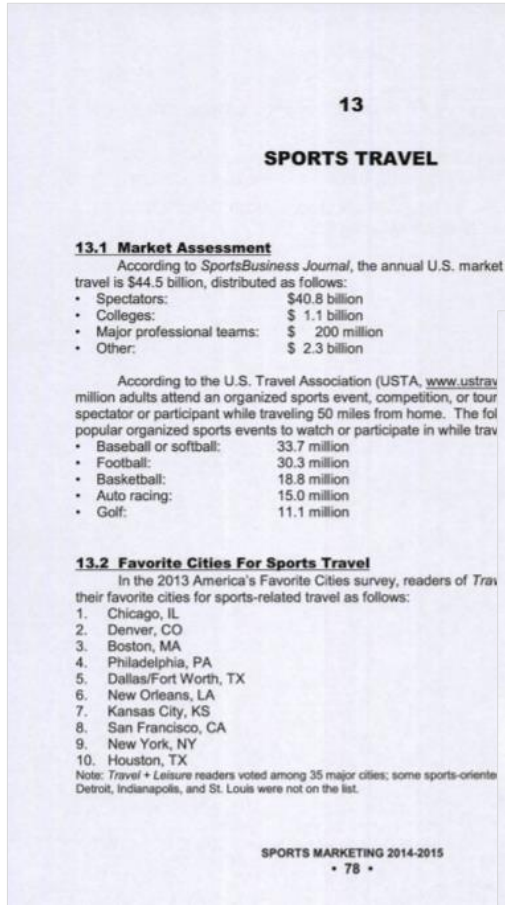 13
SPORTS TRAVEL
13.1 Market Assessment
According to SportsBusiness Journal, the annual U.S. market
travel is $44.5 billion, distributed as follows:
• Spectators: $40.8 billion
• Colleges: $ 1.1 billion
• Major professional teams: $ 200 million
• Other: $ 2.3 billion
According to the U.S. Travel Association (USTA, www.ustrav
million adults attend an organized sports event, competition, or tour
spectator or participant while traveling 50 miles from home. The fol
popular organized sports events to watch or participate in while trav
• Baseball or softball: 33.7 million
• Football: 30.3 million
• Basketball: 18.8 million
• Auto racing: 15.0 million
• Golf: 11.1 million
13.2 Favorite Cities For Sports Travel
In the 2013 America's Favorite Cities survey, readers of Trav
their favorite cities for sports-related travel as follows:
1. Chicago, IL
2. Denver, CO
3. Boston, MA
4. Philadelphia, PA
5. Dallas/Fort Worth, TX
6. New Orleans, LA
7. Kansas City, KS
8. San Francisco, CA
9. New York, NY
10. Houston, TX
Note: Travel + Leisure readers voted among 35 major cities; some sports-oriente
Detroit, Indianapolis, and St. Louis were not on the list.
SPORTS MARKETING 2014-2015
• 78 •